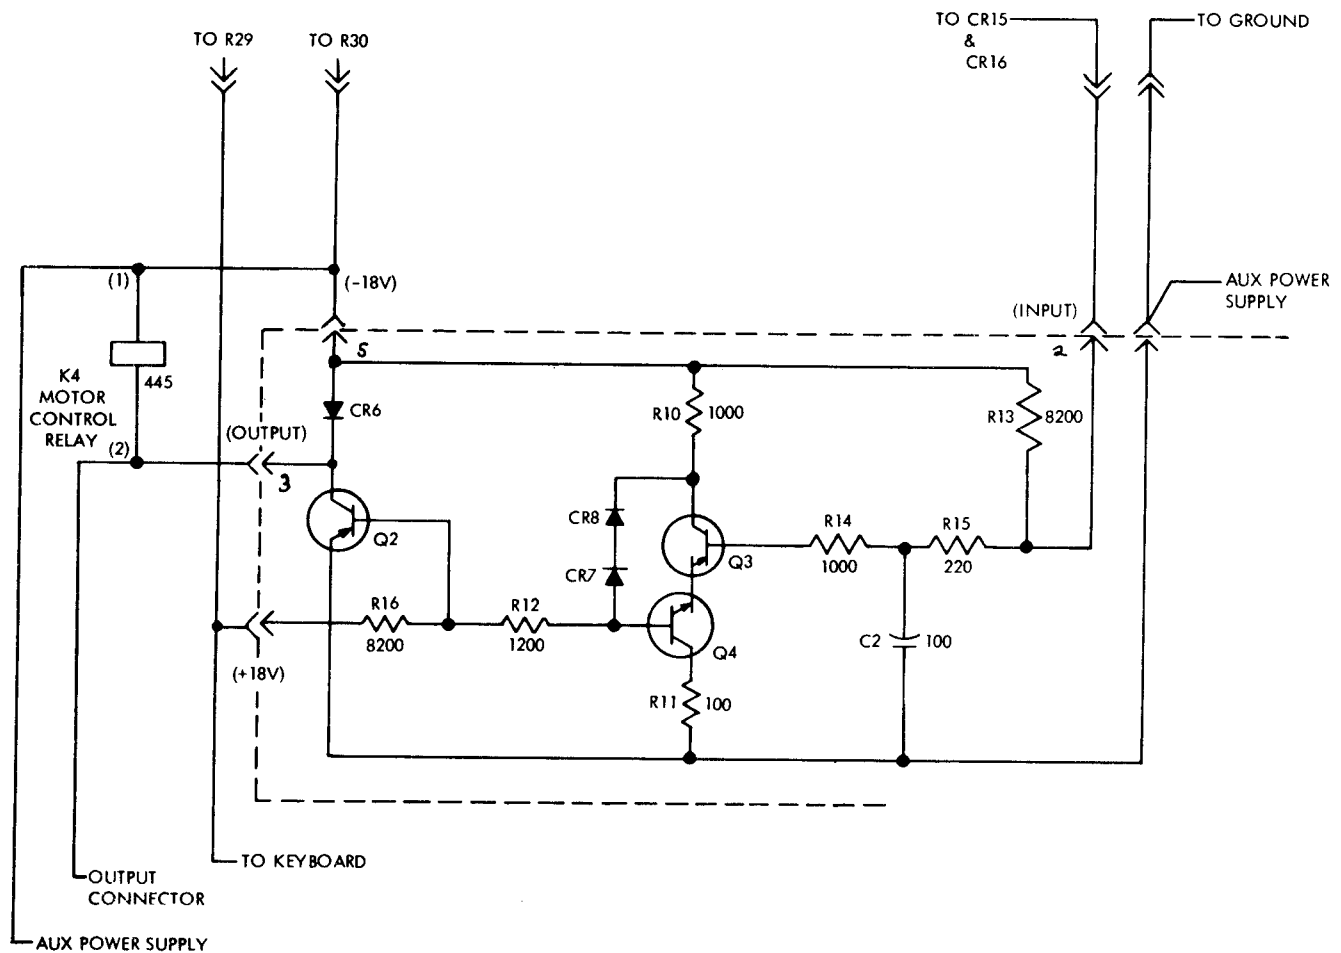 TO R29
TO R30
TO CR15
&
CR16
TO GROUND
(1)
(-18V)
AUX POWER
SUPPLY
(INPUT)
2
5
K4
MOTOR
CONTROL
RELAY
445
(2)
CR6
(OUTPUT)
3
R10
1000
R13
8200
CR8
CR7
Q2
Q3
R14
1000
R15
220
R16
8200
R12
1200
Q4
C2
100
(+18V)
R11
100
TO KEYBOARD
OUTPUT
CONNECTOR
AUX POWER SUPPLY